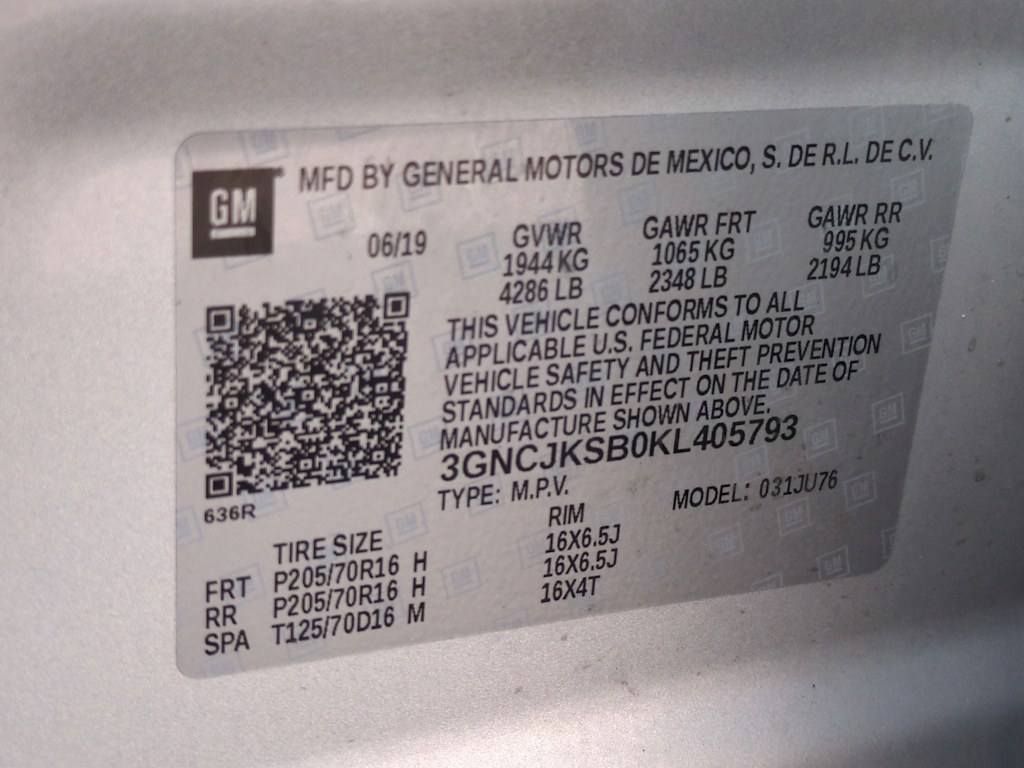 GM
MFD BY GENERAL MOTORS DE MEXICO, S. DE R.L. DE C.V.
06/19
GVWR GAWR FRT GAWR RR
1944 KG 1065 KG 995 KG
4286 LB 2348 LB 2194 LB
THIS VEHICLE CONFORMS TO ALL
APPLICABLE U.S. FEDERAL MOTOR
VEHICLE SAFETY AND THEFT PREVENTION
STANDARDS IN EFFECT ON THE DATE OF
MANUFACTURE SHOWN ABOVE.
3GNCJKSB0KL405793
TYPE: M.P.V. MODEL: 031JU76
636R
TIRE SIZE RIM
FRT P205/70R16 H 16X6.5J
RR P205/70R16 H 16X6.5J
SPA T125/70D16 M 16X4T